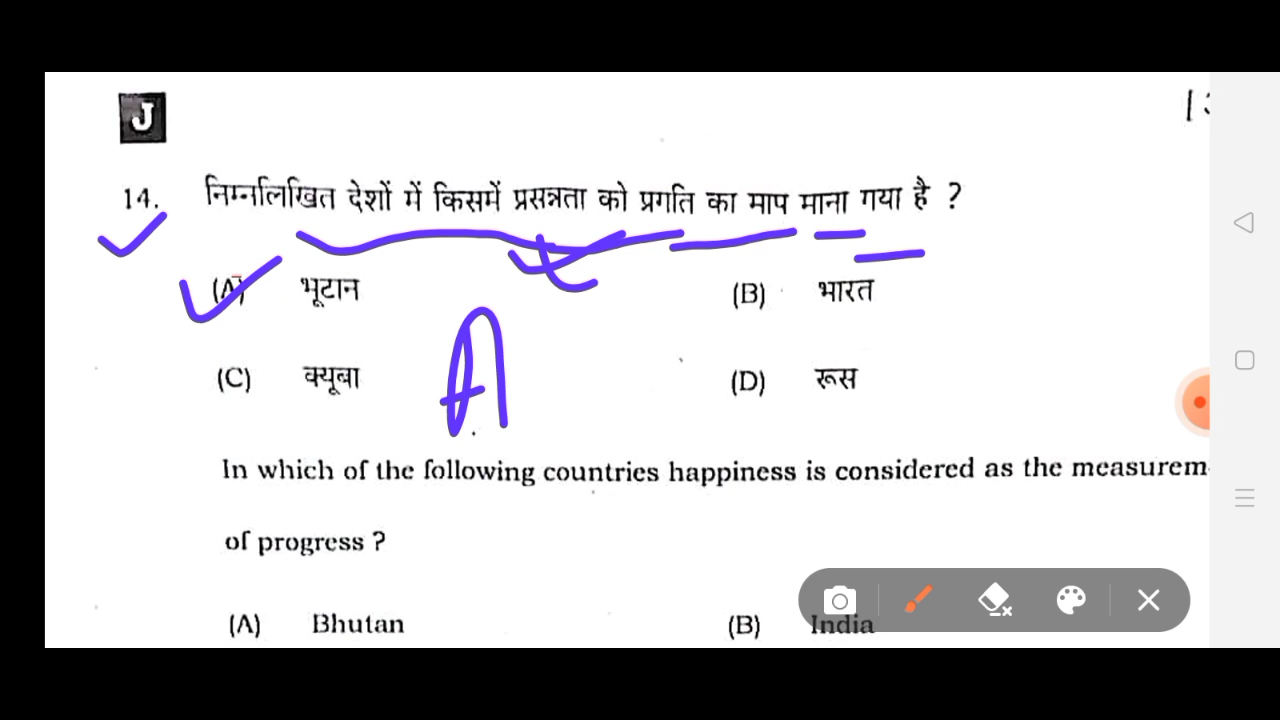 J
14. निम्नलिखित देशों में किसमें प्रसन्नता को प्रगति का माप माना गया है ?
(A) भूटान (B) भारत
(C) क्यूबा (D) रूस
A
In which of the following countries happiness is considered as the measurem
of progress ?
(A) Bhutan (B) India